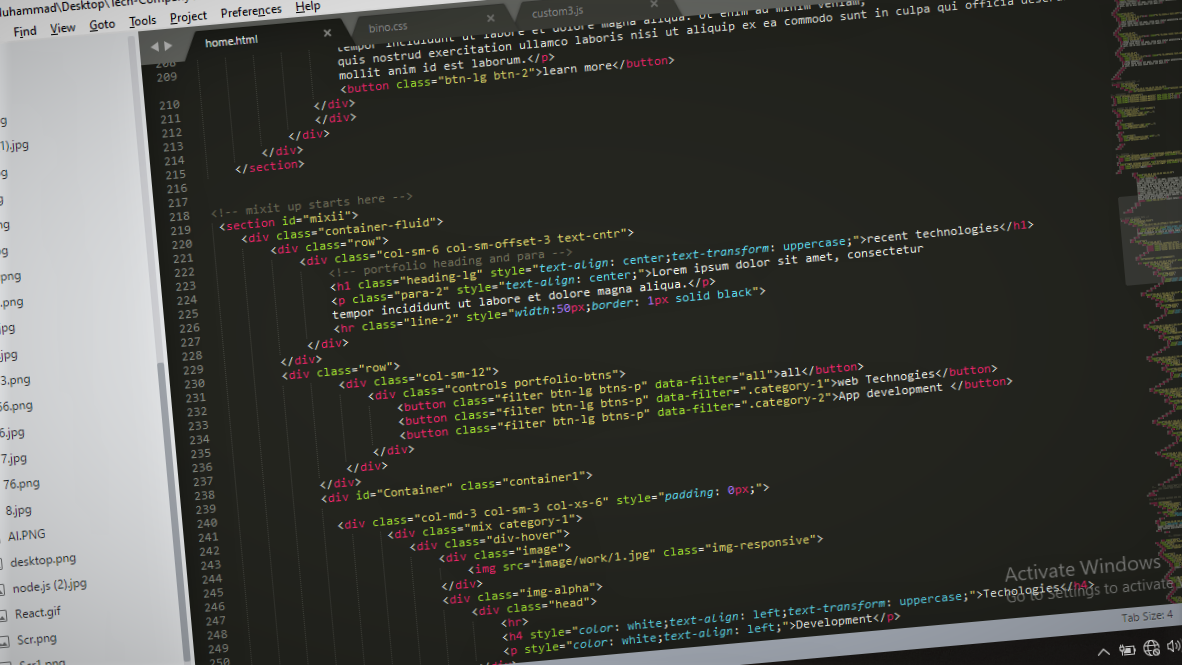 Muhammad\Desktop\Tech-Company
Find View Goto Tools Project Preferences Help
home.html × bino.css × custom3.js ×
g
1).jpg
g
g
ng
g
png
.png
pg
.jpg
3.png
56.png
6.jpg
7.jpg
76.png
8.jpg
AI.PNG
desktop.png
node.js (2).jpg
React.gif
Scr.png
Scr1.png
208 tempor incididunt ut labore et dolore magna aliqua. Ut enim ad minim veniam,
quis nostrud exercitation ullamco laboris nisi ut aliquip ex ea commodo sunt in culpa qui officia
209 mollit anim id est laborum.</p>
<button class="btn-lg btn-2">learn more</button>
210 </div>
211 </div>
212 </div>
213 </div>
214 </section>
215
216
217 <!-- mixit up starts here -->
218 <section id="mixii">
219 <div class="container-fluid">
220 <div class="row">
221 <div class="col-sm-6 col-sm-offset-3 text-cntr">
222 <!-- portfolio heading and para -->
223 <h1 class="heading-lg" style="text-align: center;text-transform: uppercase;">recent technologies</h1>
224 <p class="para-2" style="text-align: center;">Lorem ipsum dolor sit amet, consectetur
225 tempor incididunt ut labore et dolore magna aliqua.</p>
226 <hr class="line-2" style="width:50px;border: 1px solid black">
227 </div>
228 </div>
229 <div class="row">
230 <div class="col-sm-12">
231 <div class="controls portfolio-btns">
232 <button class="filter btn-lg btns-p" data-filter="all">all</button>
233 <button class="filter btn-lg btns-p" data-filter=".category-1">web Technogies</button>
234 <button class="filter btn-lg btns-p" data-filter=".category-2">App development </button>
235 </div>
236 </div>
237 </div>
238 <div id="Container" class="container1">
239
240 <div class="col-md-3 col-sm-3 col-xs-6" style="padding: 0px;">
241 <div class="mix category-1">
242 <div class="div-hover">
243 <div class="image">
244 <img src="image/work/1.jpg" class="img-responsive">
245 </div>
246 <div class="img-alpha">
247 <div class="head">
248 <hr>
249 <h4 style="color: white;text-align: left;text-transform: uppercase;">Techologies</h4>
250 <p style="color: white;text-align: left;">Development</p>
</div>
Activate Windows
Go to Settings to activate
Tab Size: 4